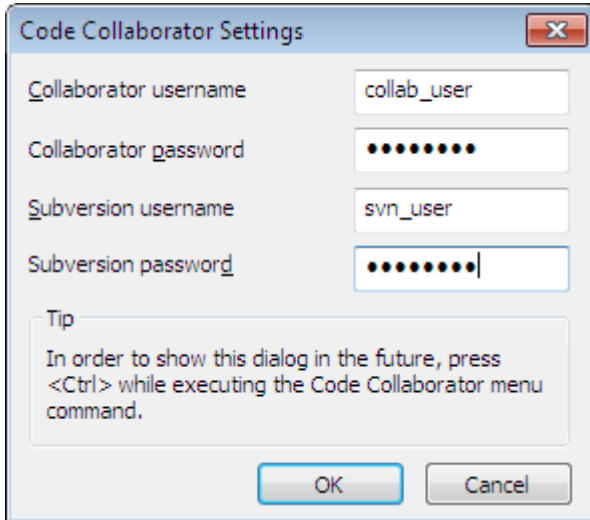 Code Collaborator Settings
Collaborator username collab_user
Collaborator password ●●●●●●●●
Subversion username svn_user
Subversion password ●●●●●●●●
Tip
In order to show this dialog in the future, press
<Ctrl> while executing the Code Collaborator menu
command.
OK Cancel